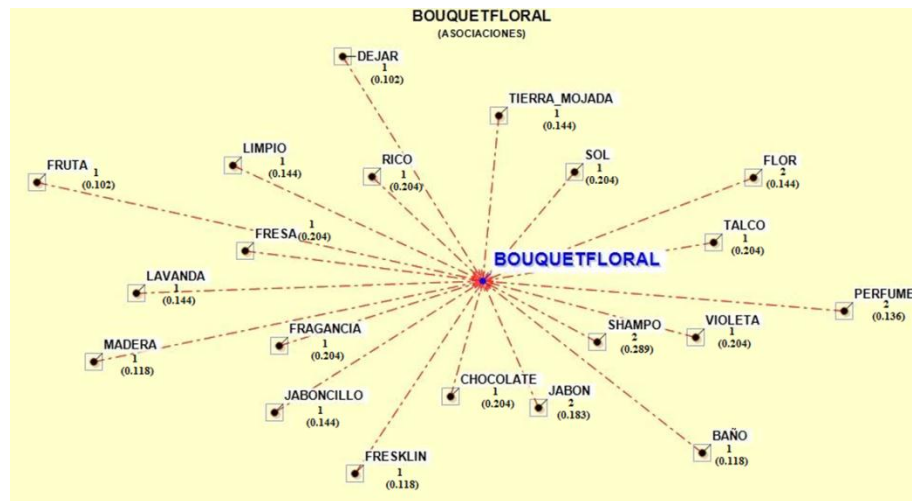 BOUQUETFLORAL
(ASOCIACIONES)
DEJAR
1
(0.102)
TIERRA_MOJADA
1
(0.144)
LIMPIO
1
(0.144)
RICO
1
(0.204)
SOL
1
(0.204)
FLOR
2
(0.144)
FRUTA
1
(0.102)
FRESA
1
(0.204)
TALCO
1
(0.204)
BOUQUETFLORAL
LAVANDA
1
(0.144)
PERFUME
2
(0.136)
FRAGANCIA
1
(0.204)
SHAMPO
2
(0.289)
VIOLETA
1
(0.204)
MADERA
1
(0.118)
CHOCOLATE
1
(0.204)
JABON
2
(0.183)
JABONCILLO
1
(0.144)
BAÑO
1
(0.118)
FRESKLIN
1
(0.118)